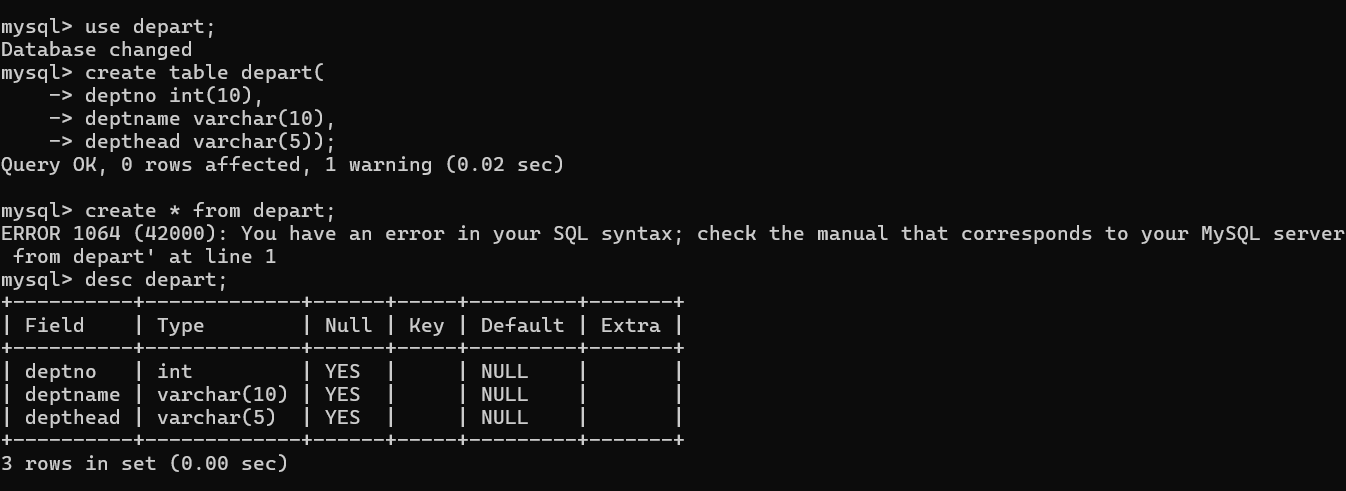 mysql> use depart;
Database changed
mysql> create table depart(
    -> deptno int(10),
    -> deptname varchar(10),
    -> depthead varchar(5));
Query OK, 0 rows affected, 1 warning (0.02 sec)

mysql> create * from depart;
ERROR 1064 (42000): You have an error in your SQL syntax; check the manual that corresponds to your MySQL server
 from depart' at line 1
mysql> desc depart;
+----------+-------------+------+-----+---------+-------+
| Field    | Type        | Null | Key | Default | Extra |
+----------+-------------+------+-----+---------+-------+
| deptno   | int         | YES  |     | NULL    |       |
| deptname | varchar(10) | YES  |     | NULL    |       |
| depthead | varchar(5)  | YES  |     | NULL    |       |
+----------+-------------+------+-----+---------+-------+
3 rows in set (0.00 sec)